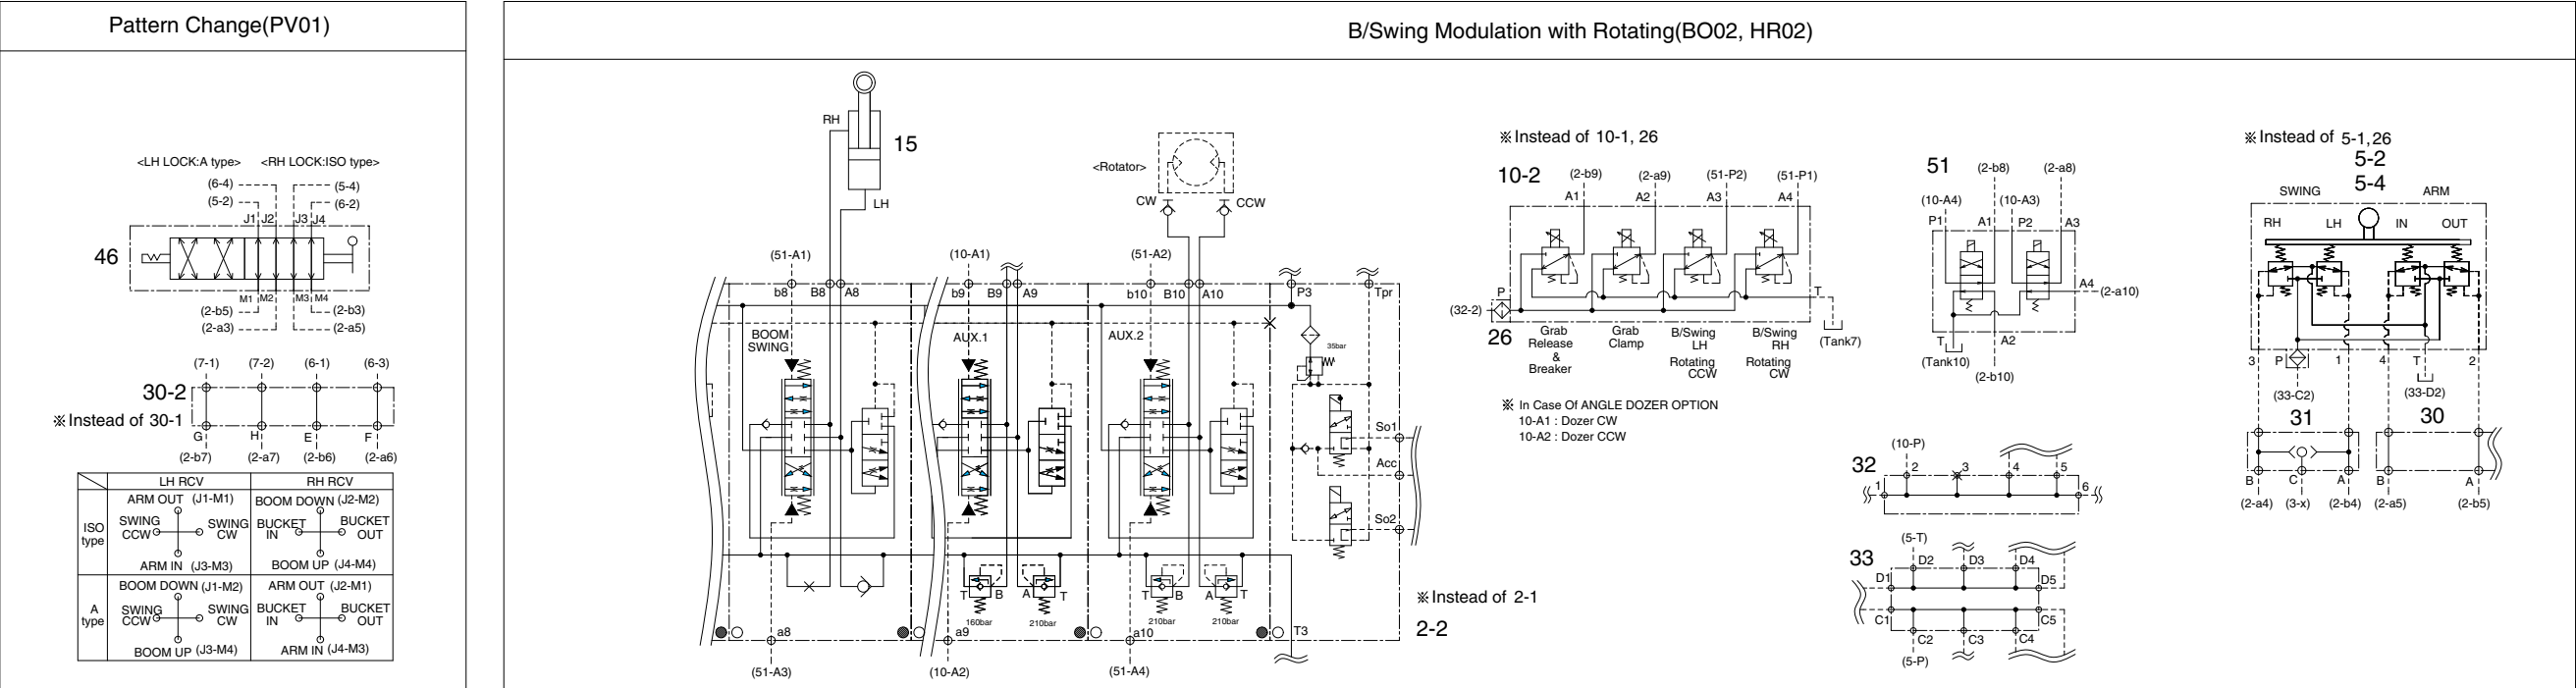 Pattern Change(PV01)
<LH LOCK:A type> <RH LOCK:ISO type>
(6-4) (5-4)
(5-2) (6-2)
J1 J2 J3 J4
46
M1 M2 M3 M4
(2-b5) (2-b3)
(2-a3) (2-a5)
(7-1) (7-2) (6-1) (6-3)
30-2
※Instead of 30-1
G H E F
(2-b7) (2-a7) (2-b6) (2-a6)
LH RCV RH RCV
ISO type
ARM OUT (J1-M1)
SWING CCW SWING CW
ARM IN (J3-M3)
BOOM DOWN (J2-M2)
BUCKET IN BUCKET OUT
BOOM UP (J4-M4)
A type
BOOM DOWN (J1-M2)
SWING CCW SWING CW
BOOM UP (J3-M4)
ARM OUT (J2-M1)
BUCKET IN BUCKET OUT
ARM IN (J4-M3)
B/Swing Modulation with Rotating(BO02, HR02)
RH 15
LH
<Rotator>
CW CCW
(51-A1) (10-A1) (51-A2)
b8 B8 A8 b9 B9 A9 b10 B10 A10 P3 Tpr
BOOM SWING
AUX.1
AUX.2
35bar
So1
Acc
So2
T B A T T B A T
160bar 210bar 210bar 210bar
a8 a9 a10 T3
(51-A3) (10-A2) (51-A4)
※Instead of 2-1
2-2
※Instead of 10-1, 26
10-2
(2-b9) (2-a9) (51-P2) (51-P1)
A1 A2 A3 A4
P T
(32-2)
26
Grab Release & Breaker
Grab Clamp
B/Swing LH
Rotating CCW
B/Swing RH
Rotating CW
(Tank7)
※ In Case Of ANGLE DOZER OPTION
10-A1 : Dozer CW
10-A2 : Dozer CCW
51
(2-b8) (2-a8)
(10-A4) (10-A3)
P1 A1 P2 A3
A4 (2-a10)
T A2
(Tank10)
(2-b10)
(10-P)
32
1 2 3 4 5 6
(5-T)
33
D1 D2 D3 D4 D5
C1 C2 C3 C4 C5
(5-P)
※Instead of 5-1,26
5-2
5-4
SWING ARM
RH LH IN OUT
3 P 1 4 T 2
(33-C2) (33-D2)
31 30
B C A B A
(2-a4) (3-x) (2-b4) (2-a5) (2-b5)